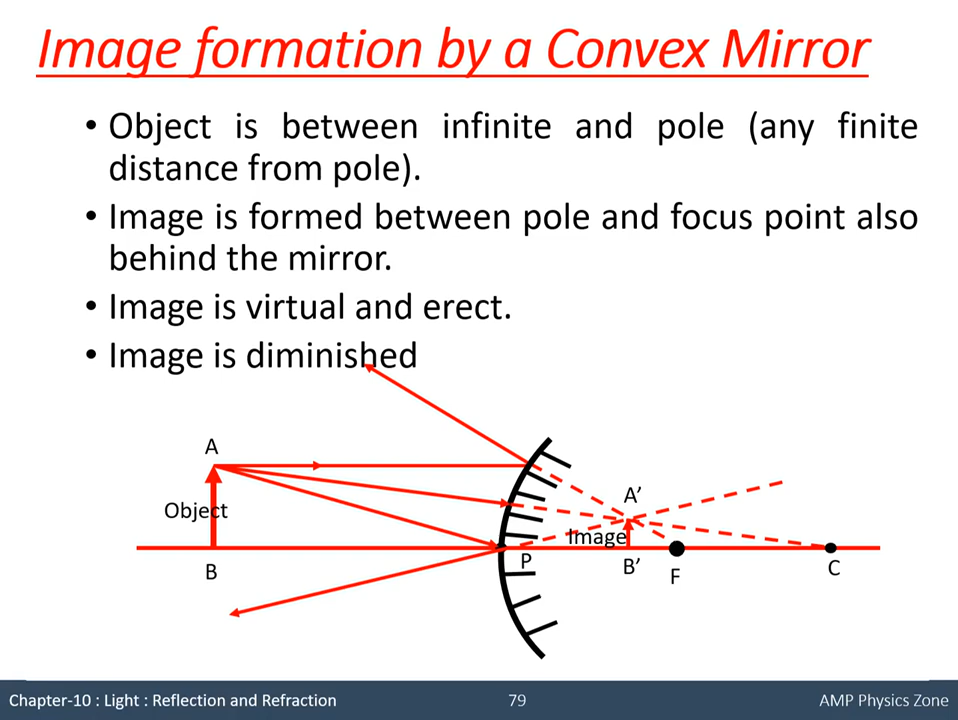 Image formation by a Convex Mirror
• Object is between infinite and pole (any finite
distance from pole).
• Image is formed between pole and focus point also
behind the mirror.
• Image is virtual and erect.
• Image is diminished
A
Object
B
P
A’
Image
B’
F
C
Chapter-10 : Light : Reflection and Refraction
79
AMP Physics Zone